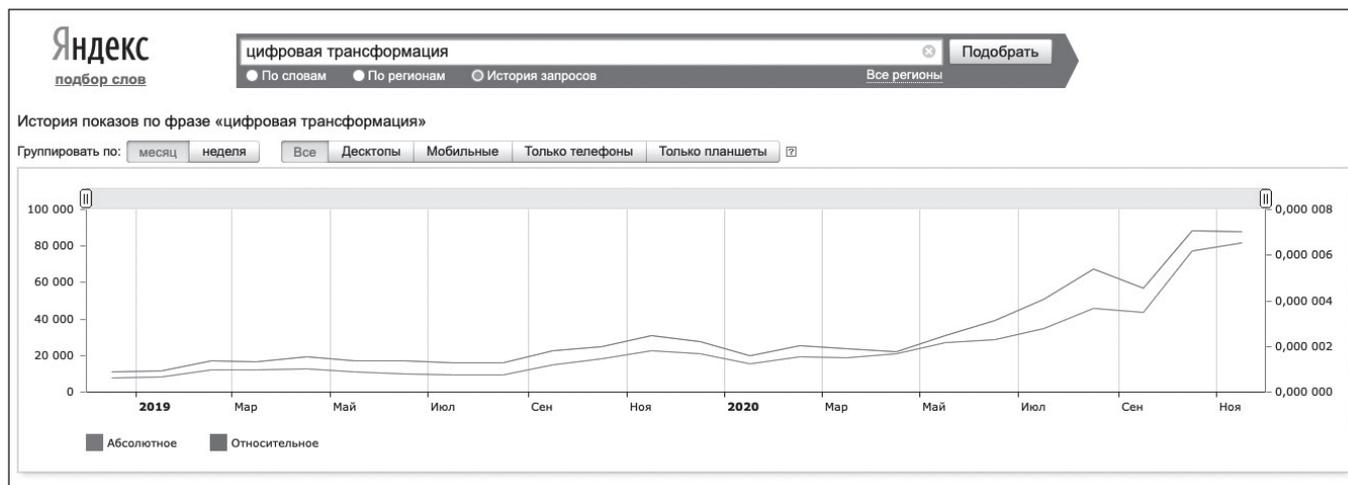 Яндекс
подбор слов
цифровая трансформация
Подобрать
По словам По регионам История запросов Все регионы
История показов по фразе «цифровая трансформация»
Группировать по: месяц неделя Все Десктопы Мобильные Только телефоны Только планшеты ?
100 000 0,000 008
80 000 0,000 006
60 000
40 000 0,000 004
20 000 0,000 002
0 0,000 000
2019 Мар Май Июл Сен Ноя 2020 Мар Май Июл Сен Ноя
Абсолютное Относительное